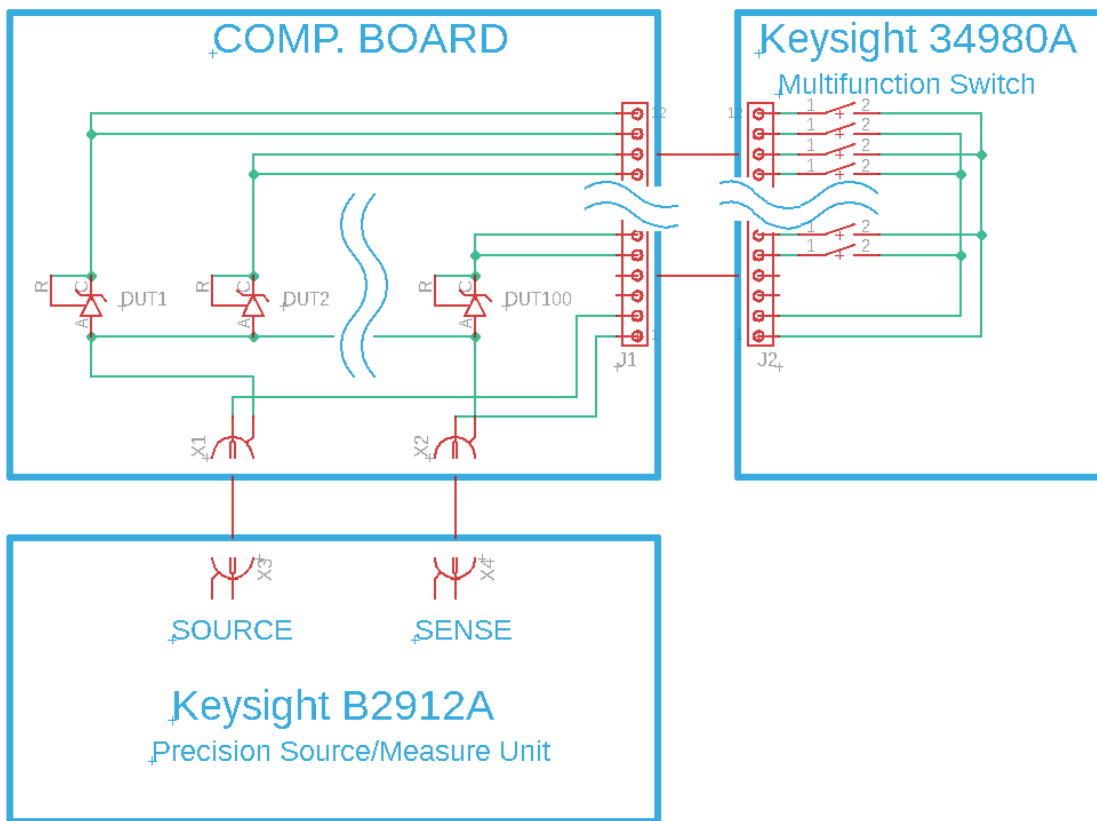 COMP. BOARD
Keysight 34980A
Multifunction Switch
12
12
1 2
1 2
1 2
1 2
1 2
1 2
R C A DUT1
R C A DUT2
R C A DUT100
1
1
J1
J2
X1
X2
X3
X4
SOURCE
SENSE
Keysight B2912A
Precision Source/Measure Unit